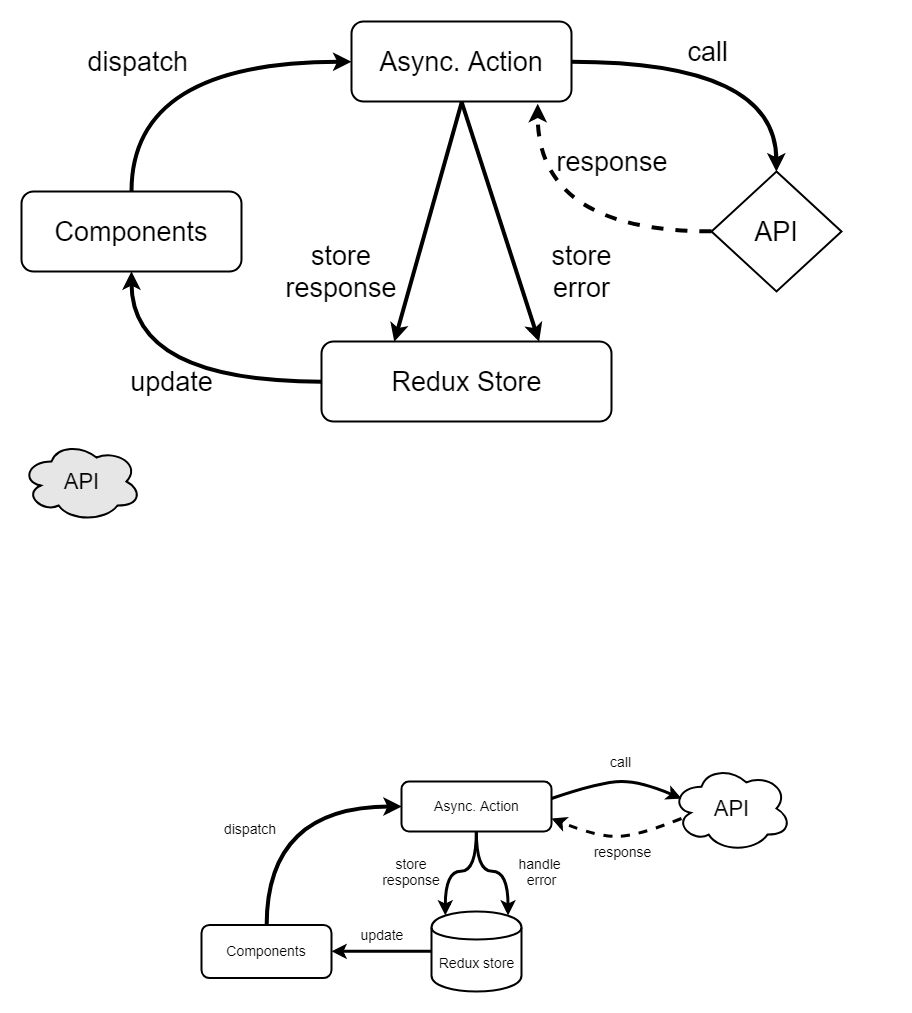 dispatch
Async. Action
call
response
Components
API
store
response
store
error
update
Redux Store
API
call
Async. Action
API
dispatch
response
store
response
handle
error
update
Components
Redux store